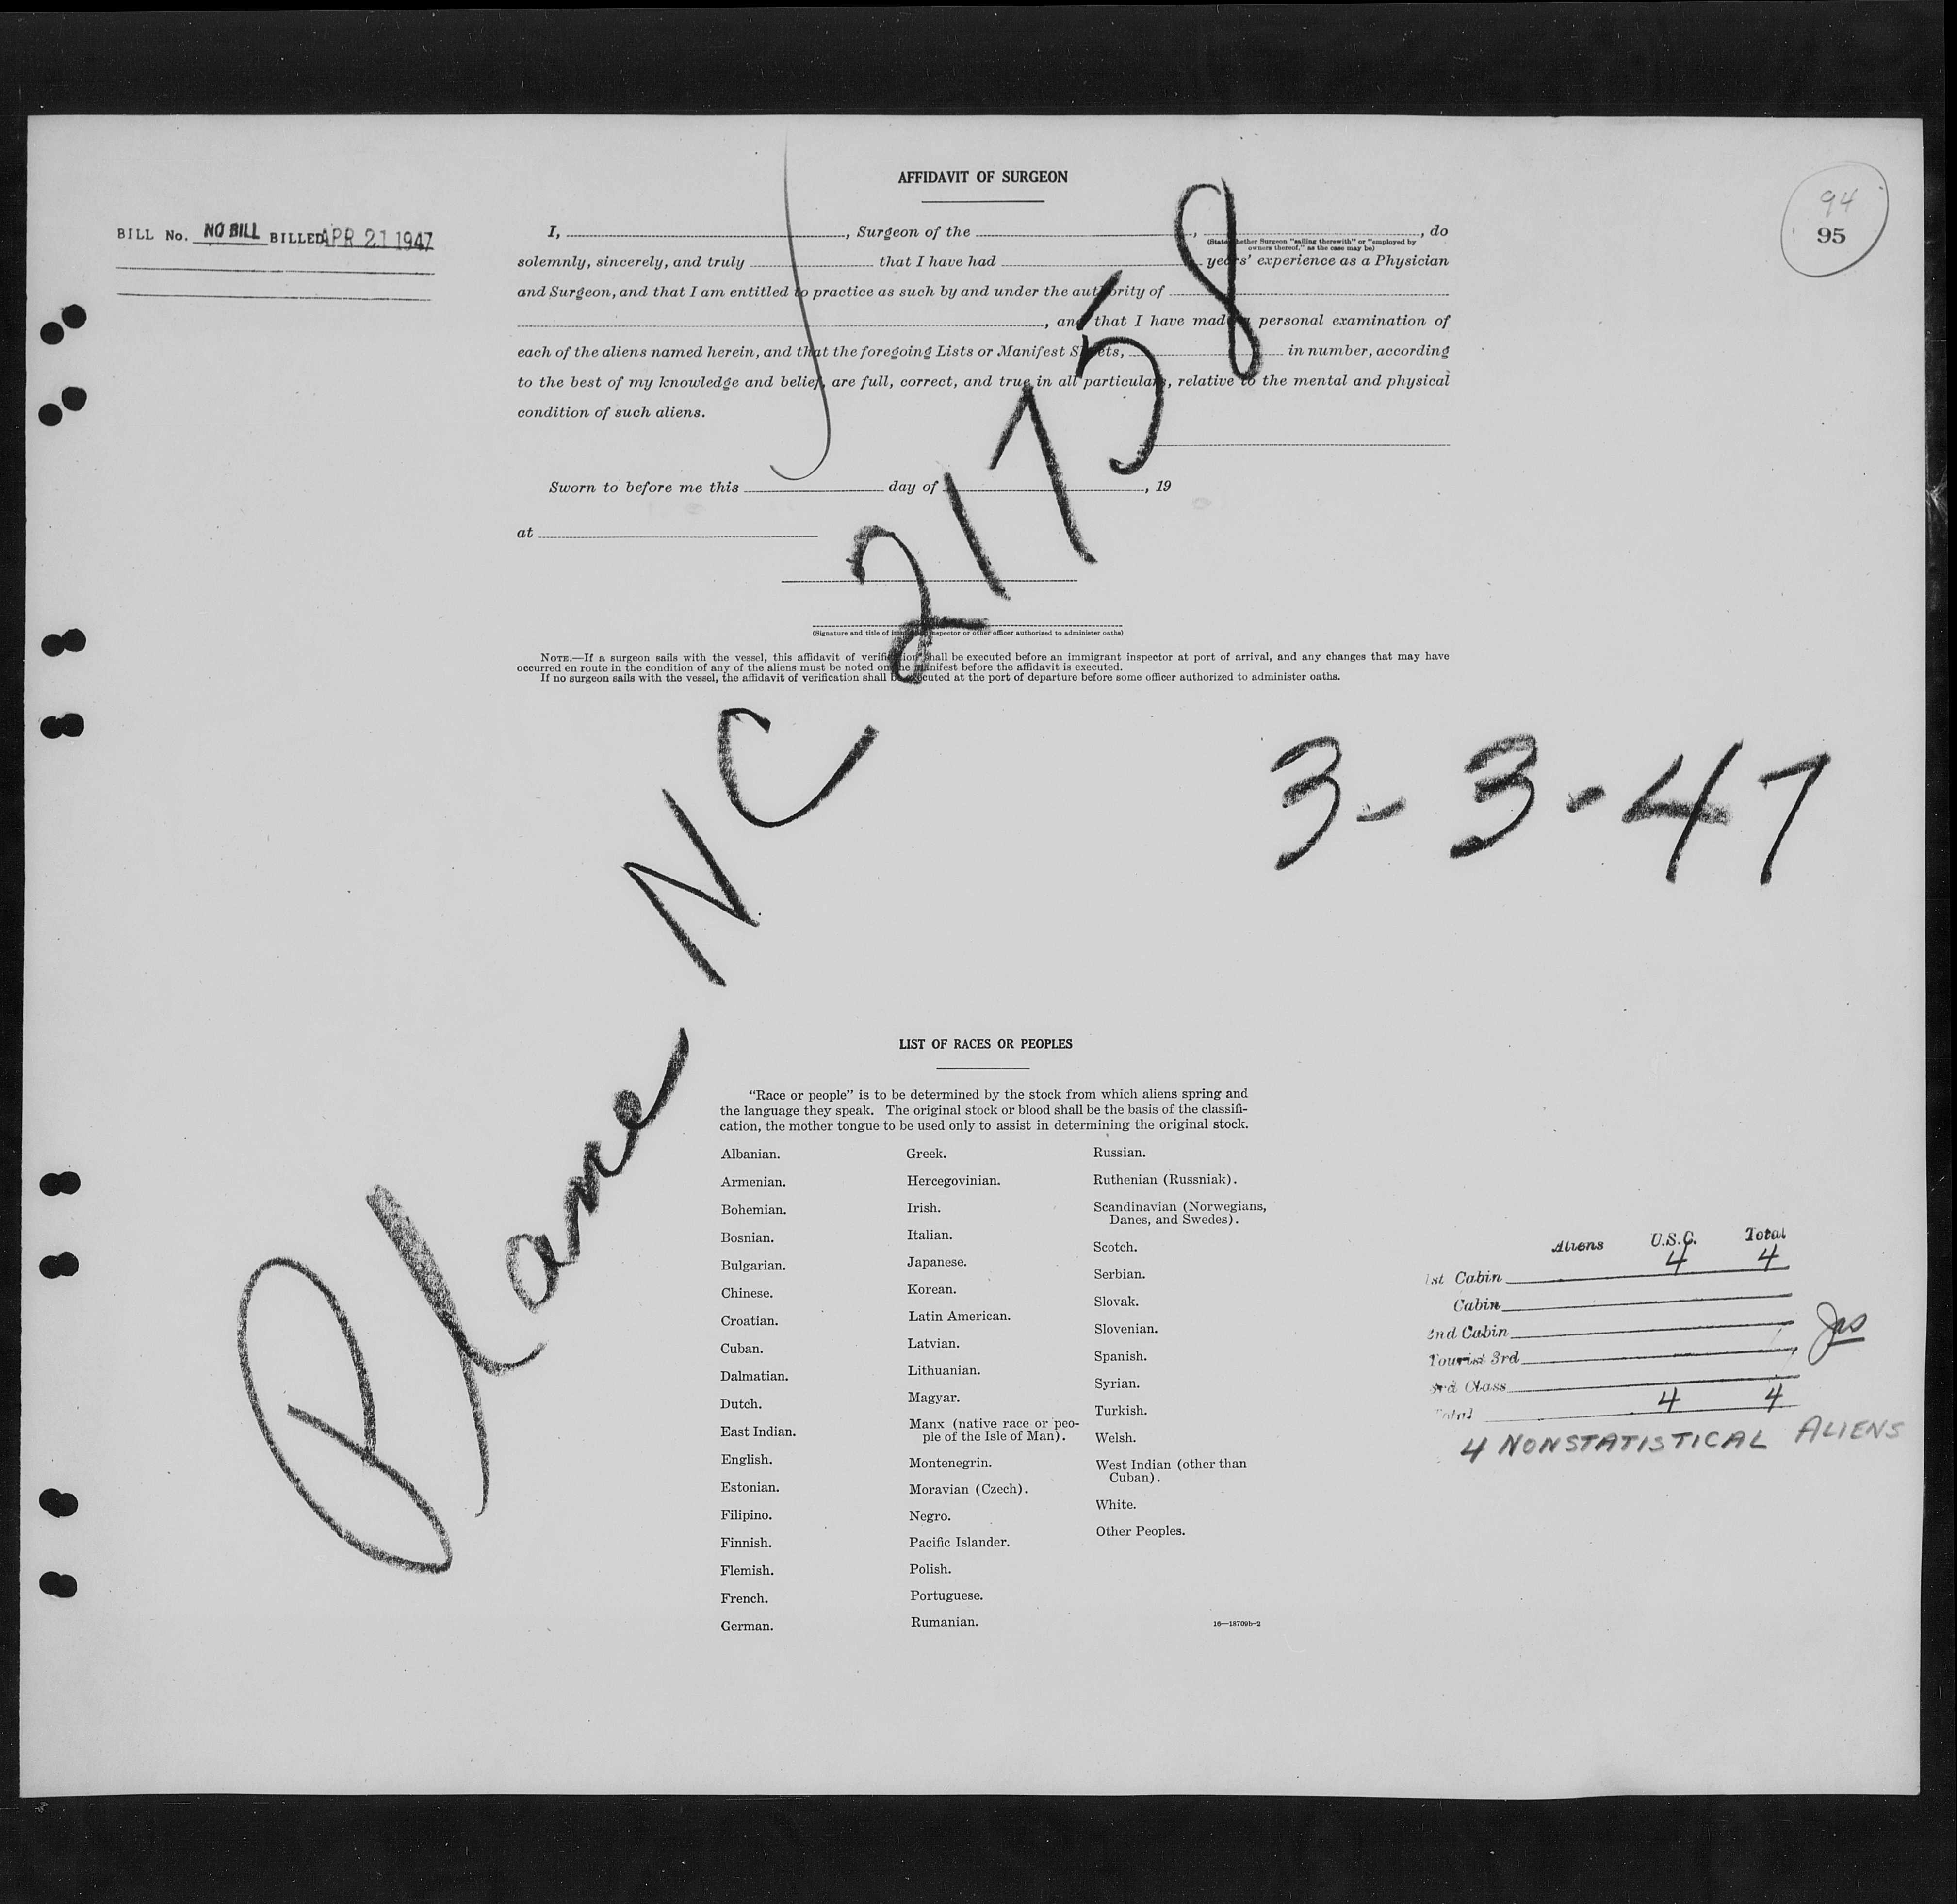 AFFIDAVIT OF SURGEON
94
95
BILL No. NO BILL BILLED APR 21 1947
I, , Surgeon of the , , do
(State whether Surgeon "sailing therewith" or "employed by
owners thereof," as the case may be)
solemnly, sincerely, and truly that I have had years' experience as a Physician
and Surgeon, and that I am entitled to practice as such by and under the authority of
, and that I have made a personal examination of
each of the aliens named herein, and that the foregoing Lists or Manifest Sheets, in number, according
to the best of my knowledge and belief, are full, correct, and true in all particulars, relative to the mental and physical
condition of such aliens.
Sworn to before me this day of , 19
at
(Signature and title of immigrant inspector or other officer authorized to administer oaths)
NOTE.—If a surgeon sails with the vessel, this affidavit of verification shall be executed before an immigrant inspector at port of arrival, and any changes that may have
occurred en route in the condition of any of the aliens must be noted on the manifest before the affidavit is executed.
If no surgeon sails with the vessel, the affidavit of verification shall be executed at the port of departure before some officer authorized to administer oaths.
Plane NC 21758
3-3-47
LIST OF RACES OR PEOPLES
"Race or people" is to be determined by the stock from which aliens spring and
the language they speak. The original stock or blood shall be the basis of the classifi-
cation, the mother tongue to be used only to assist in determining the original stock.
Albanian.
Armenian.
Bohemian.
Bosnian.
Bulgarian.
Chinese.
Croatian.
Cuban.
Dalmatian.
Dutch.
East Indian.
English.
Estonian.
Filipino.
Finnish.
Flemish.
French.
German.
Greek.
Hercegovinian.
Irish.
Italian.
Japanese.
Korean.
Latin American.
Latvian.
Lithuanian.
Magyar.
Manx (native race or peo-
ple of the Isle of Man).
Montenegrin.
Moravian (Czech).
Negro.
Pacific Islander.
Polish.
Portuguese.
Rumanian.
Russian.
Ruthenian (Russniak).
Scandinavian (Norwegians,
Danes, and Swedes).
Scotch.
Serbian.
Slovak.
Slovenian.
Spanish.
Syrian.
Turkish.
Welsh.
West Indian (other than
Cuban).
White.
Other Peoples.
16—18709b-2
Aliens U.S.C. Total
1st Cabin 4 4
Cabin
2nd Cabin
Tourist 3rd
3rd Class
Total 4 4
4 NONSTATISTICAL ALIENS